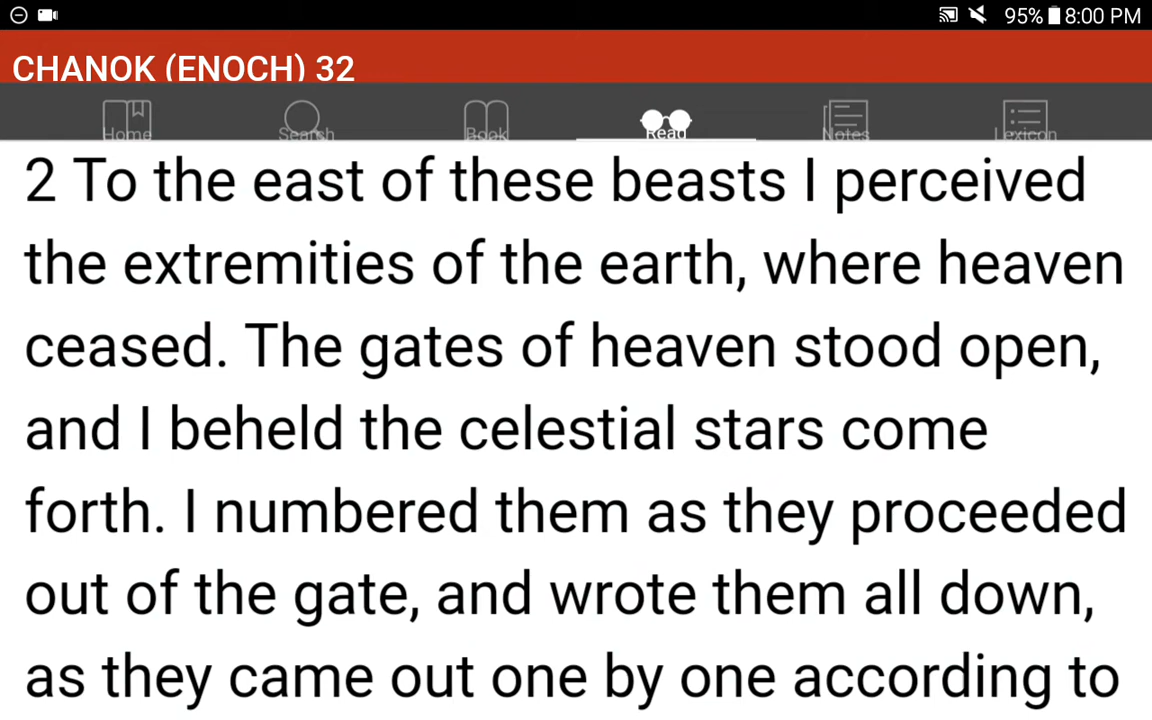 95% 8:00 PM
CHANOK (ENOCH) 32
Home Search Book Read Notes Lexicon
2 To the east of these beasts I perceived
the extremities of the earth, where heaven
ceased. The gates of heaven stood open,
and I beheld the celestial stars come
forth. I numbered them as they proceeded
out of the gate, and wrote them all down,
as they came out one by one according to